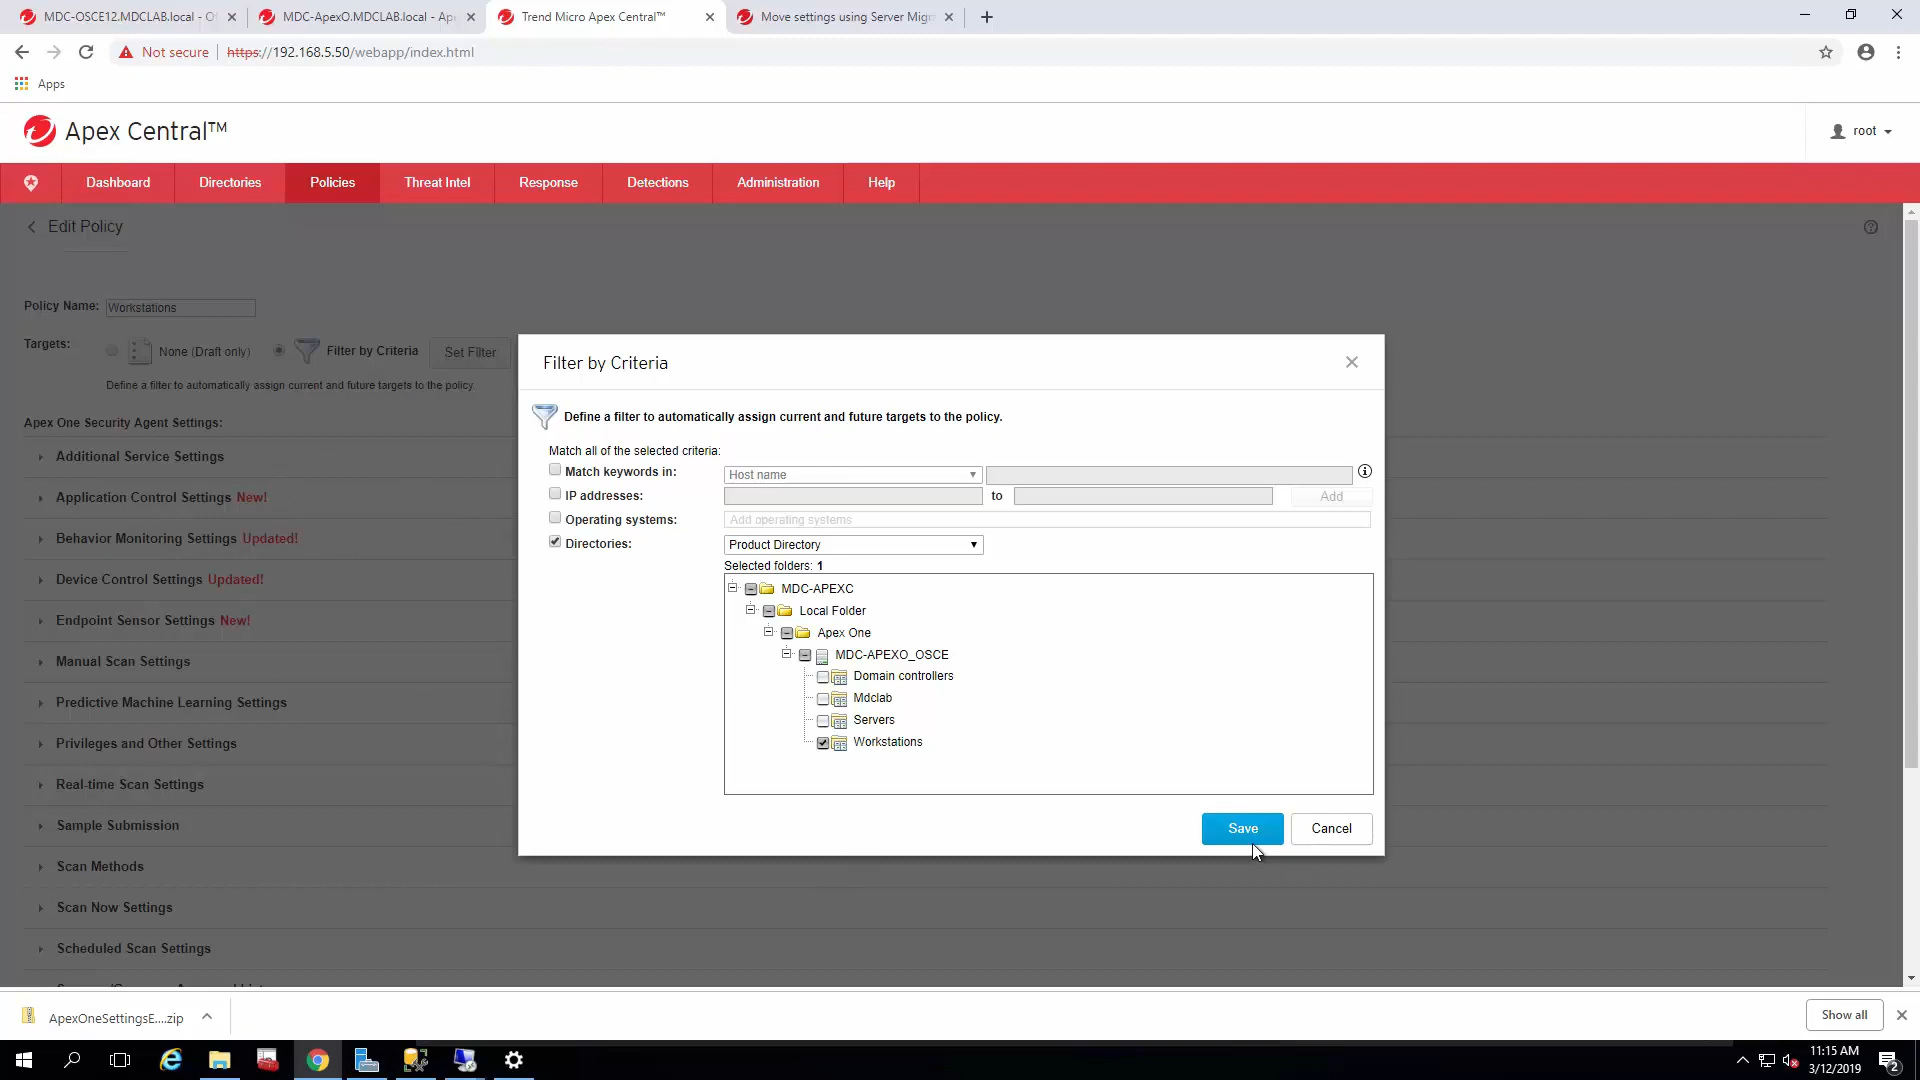 MDC-OSCE12.MDCLAB.local - O
MDC-ApexO.MDCLAB.local - Ap
Trend Micro Apex Central™
Move settings using Server Migr
Not secure
https://192.168.5.50/webapp/index.html
Apps
Apex Central™
root
Dashboard
Directories
Policies
Threat Intel
Response
Detections
Administration
Help
Edit Policy
Policy Name:
Workstations
Targets:
None (Draft only)
Filter by Criteria
Set Filter
Define a filter to automatically assign current and future targets to the policy.
Apex One Security Agent Settings:
Additional Service Settings
Application Control Settings New!
Behavior Monitoring Settings Updated!
Device Control Settings Updated!
Endpoint Sensor Settings New!
Manual Scan Settings
Predictive Machine Learning Settings
Privileges and Other Settings
Real-time Scan Settings
Sample Submission
Scan Methods
Scan Now Settings
Scheduled Scan Settings
Filter by Criteria
Define a filter to automatically assign current and future targets to the policy.
Match all of the selected criteria:
Match keywords in:
Host name
IP addresses:
to
Add
Operating systems:
Add operating systems
Directories:
Product Directory
Selected folders: 1
MDC-APEXC
Local Folder
Apex One
MDC-APEXO_OSCE
Domain controllers
Mdclab
Servers
Workstations
Save
Cancel
ApexOneSettingsE....zip
Show all
11:15 AM
3/12/2019
2